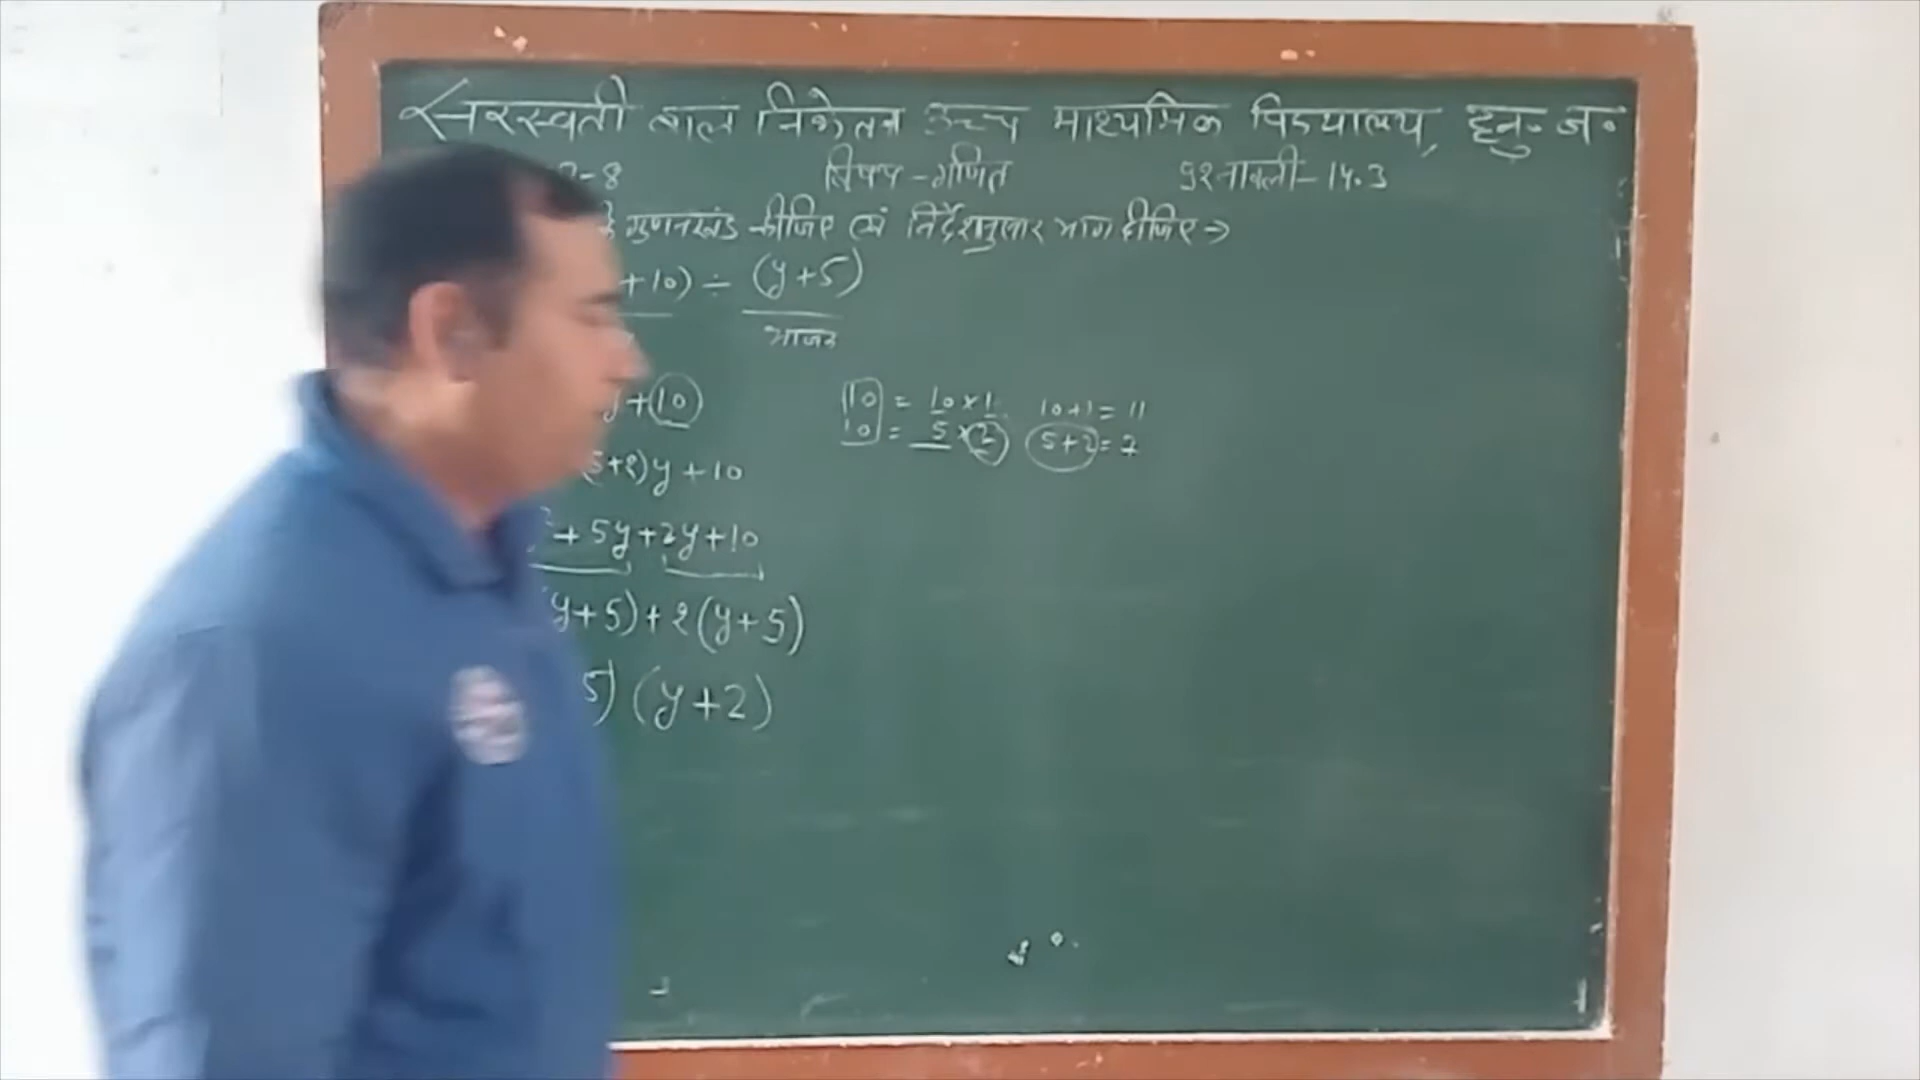 सरस्वती बाल निकेतन उच्च माध्यमिक विद्यालय, हनु॰ ज॰
-8 विषय - गणित प्रश्नावली - 14.3
के गुणनखंड कीजिए एवं निर्देशानुसार भाग दीजिए →
+10) ÷ (y+5)
भाजक
y+10 10 = 10×1 10+1 = 11
10 = 5×2 5+2 = 7
5+2)y+10
²+5y+2y+10
y+5)+2(y+5)
5)(y+2)